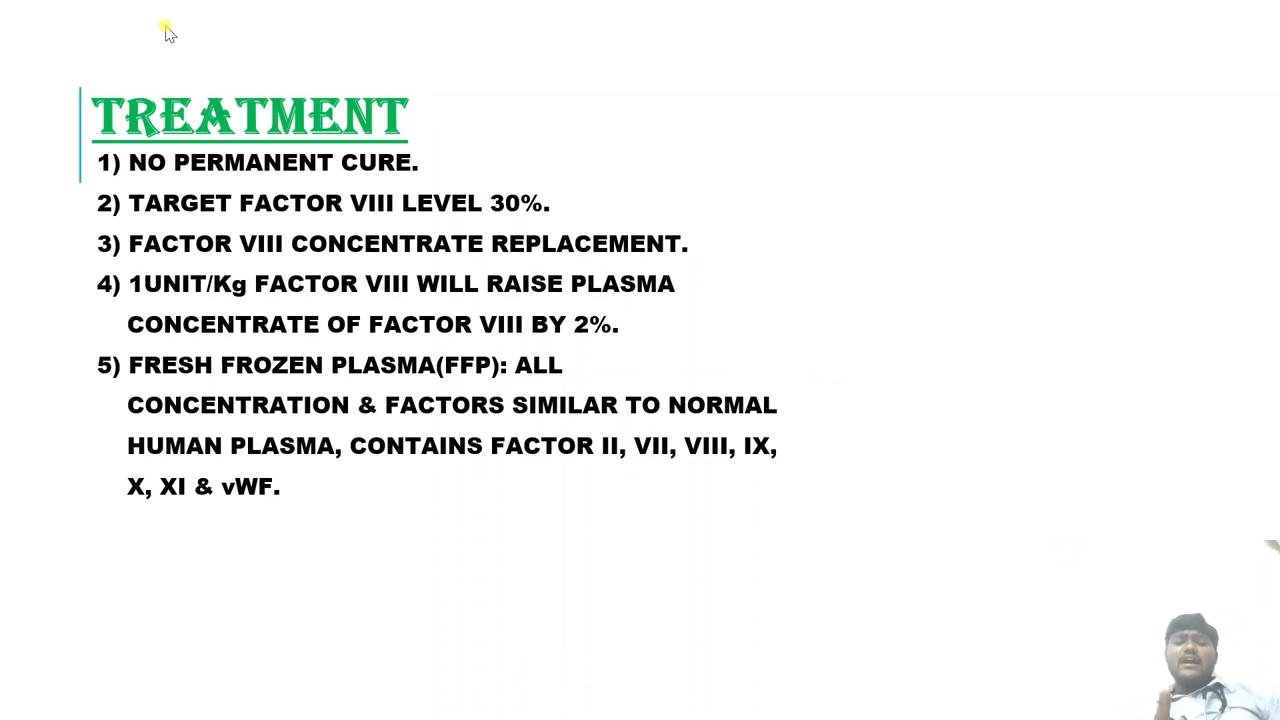 TREATMENT
1) NO PERMANENT CURE.
2) TARGET FACTOR VIII LEVEL 30%.
3) FACTOR VIII CONCENTRATE REPLACEMENT.
4) 1UNIT/Kg FACTOR VIII WILL RAISE PLASMA
CONCENTRATE OF FACTOR VIII BY 2%.
5) FRESH FROZEN PLASMA(FFP): ALL
CONCENTRATION & FACTORS SIMILAR TO NORMAL
HUMAN PLASMA, CONTAINS FACTOR II, VII, VIII, IX,
X, XI & vWF.